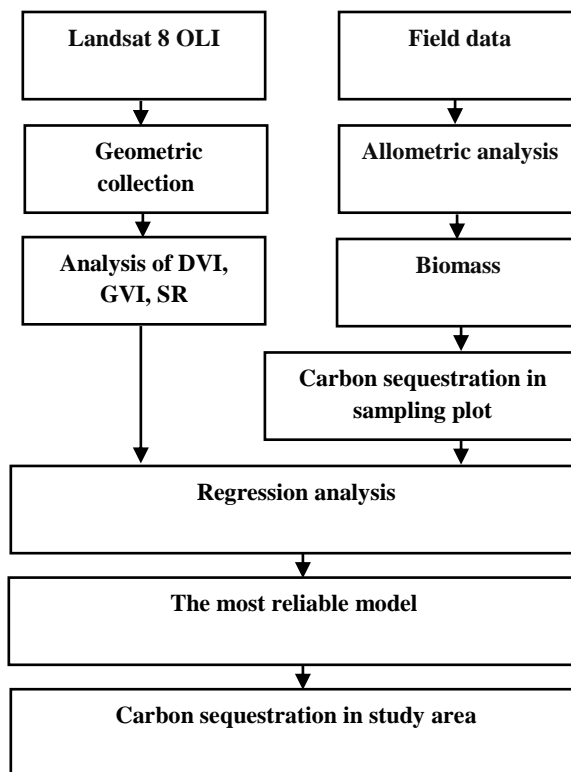 Landsat 8 OLI
Field data
Geometric
collection
Allometric analysis
Analysis of DVI,
GVI, SR
Biomass
Carbon sequestration in
sampling plot
Regression analysis
The most reliable model
Carbon sequestration in study area